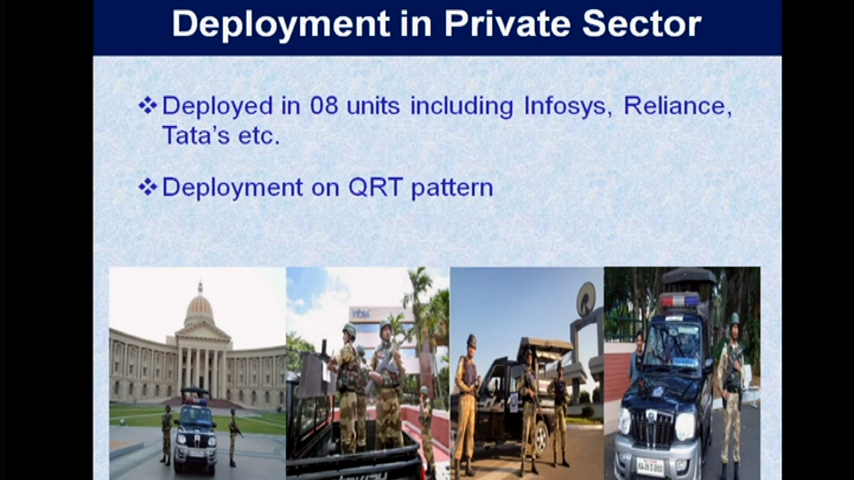 Deployment in Private Sector
❖Deployed in 08 units including Infosys, Reliance,
Tata's etc.
❖Deployment on QRT pattern